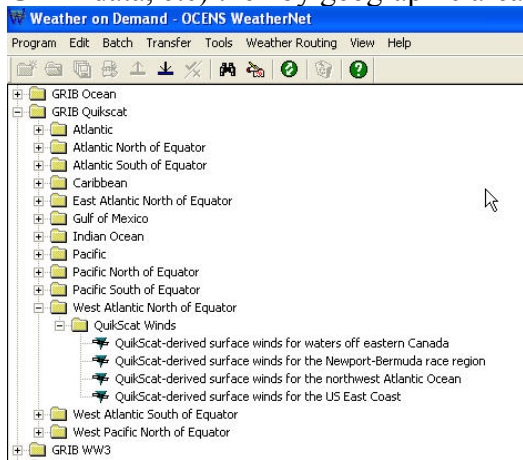 Weather on Demand - OCENS WeatherNet
Program Edit Batch Transfer Tools Weather Routing View Help
GRIB Ocean
GRIB Quikscat
Atlantic
Atlantic North of Equator
Atlantic South of Equator
Caribbean
East Atlantic North of Equator
Gulf of Mexico
Indian Ocean
Pacific
Pacific North of Equator
Pacific South of Equator
West Atlantic North of Equator
QuikScat Winds
QuikScat-derived surface winds for waters off eastern Canada
QuikScat-derived surface winds for the Newport-Bermuda race region
QuikScat-derived surface winds for the northwest Atlantic Ocean
QuikScat-derived surface winds for the US East Coast
West Atlantic South of Equator
West Pacific North of Equator
GRIB WW3